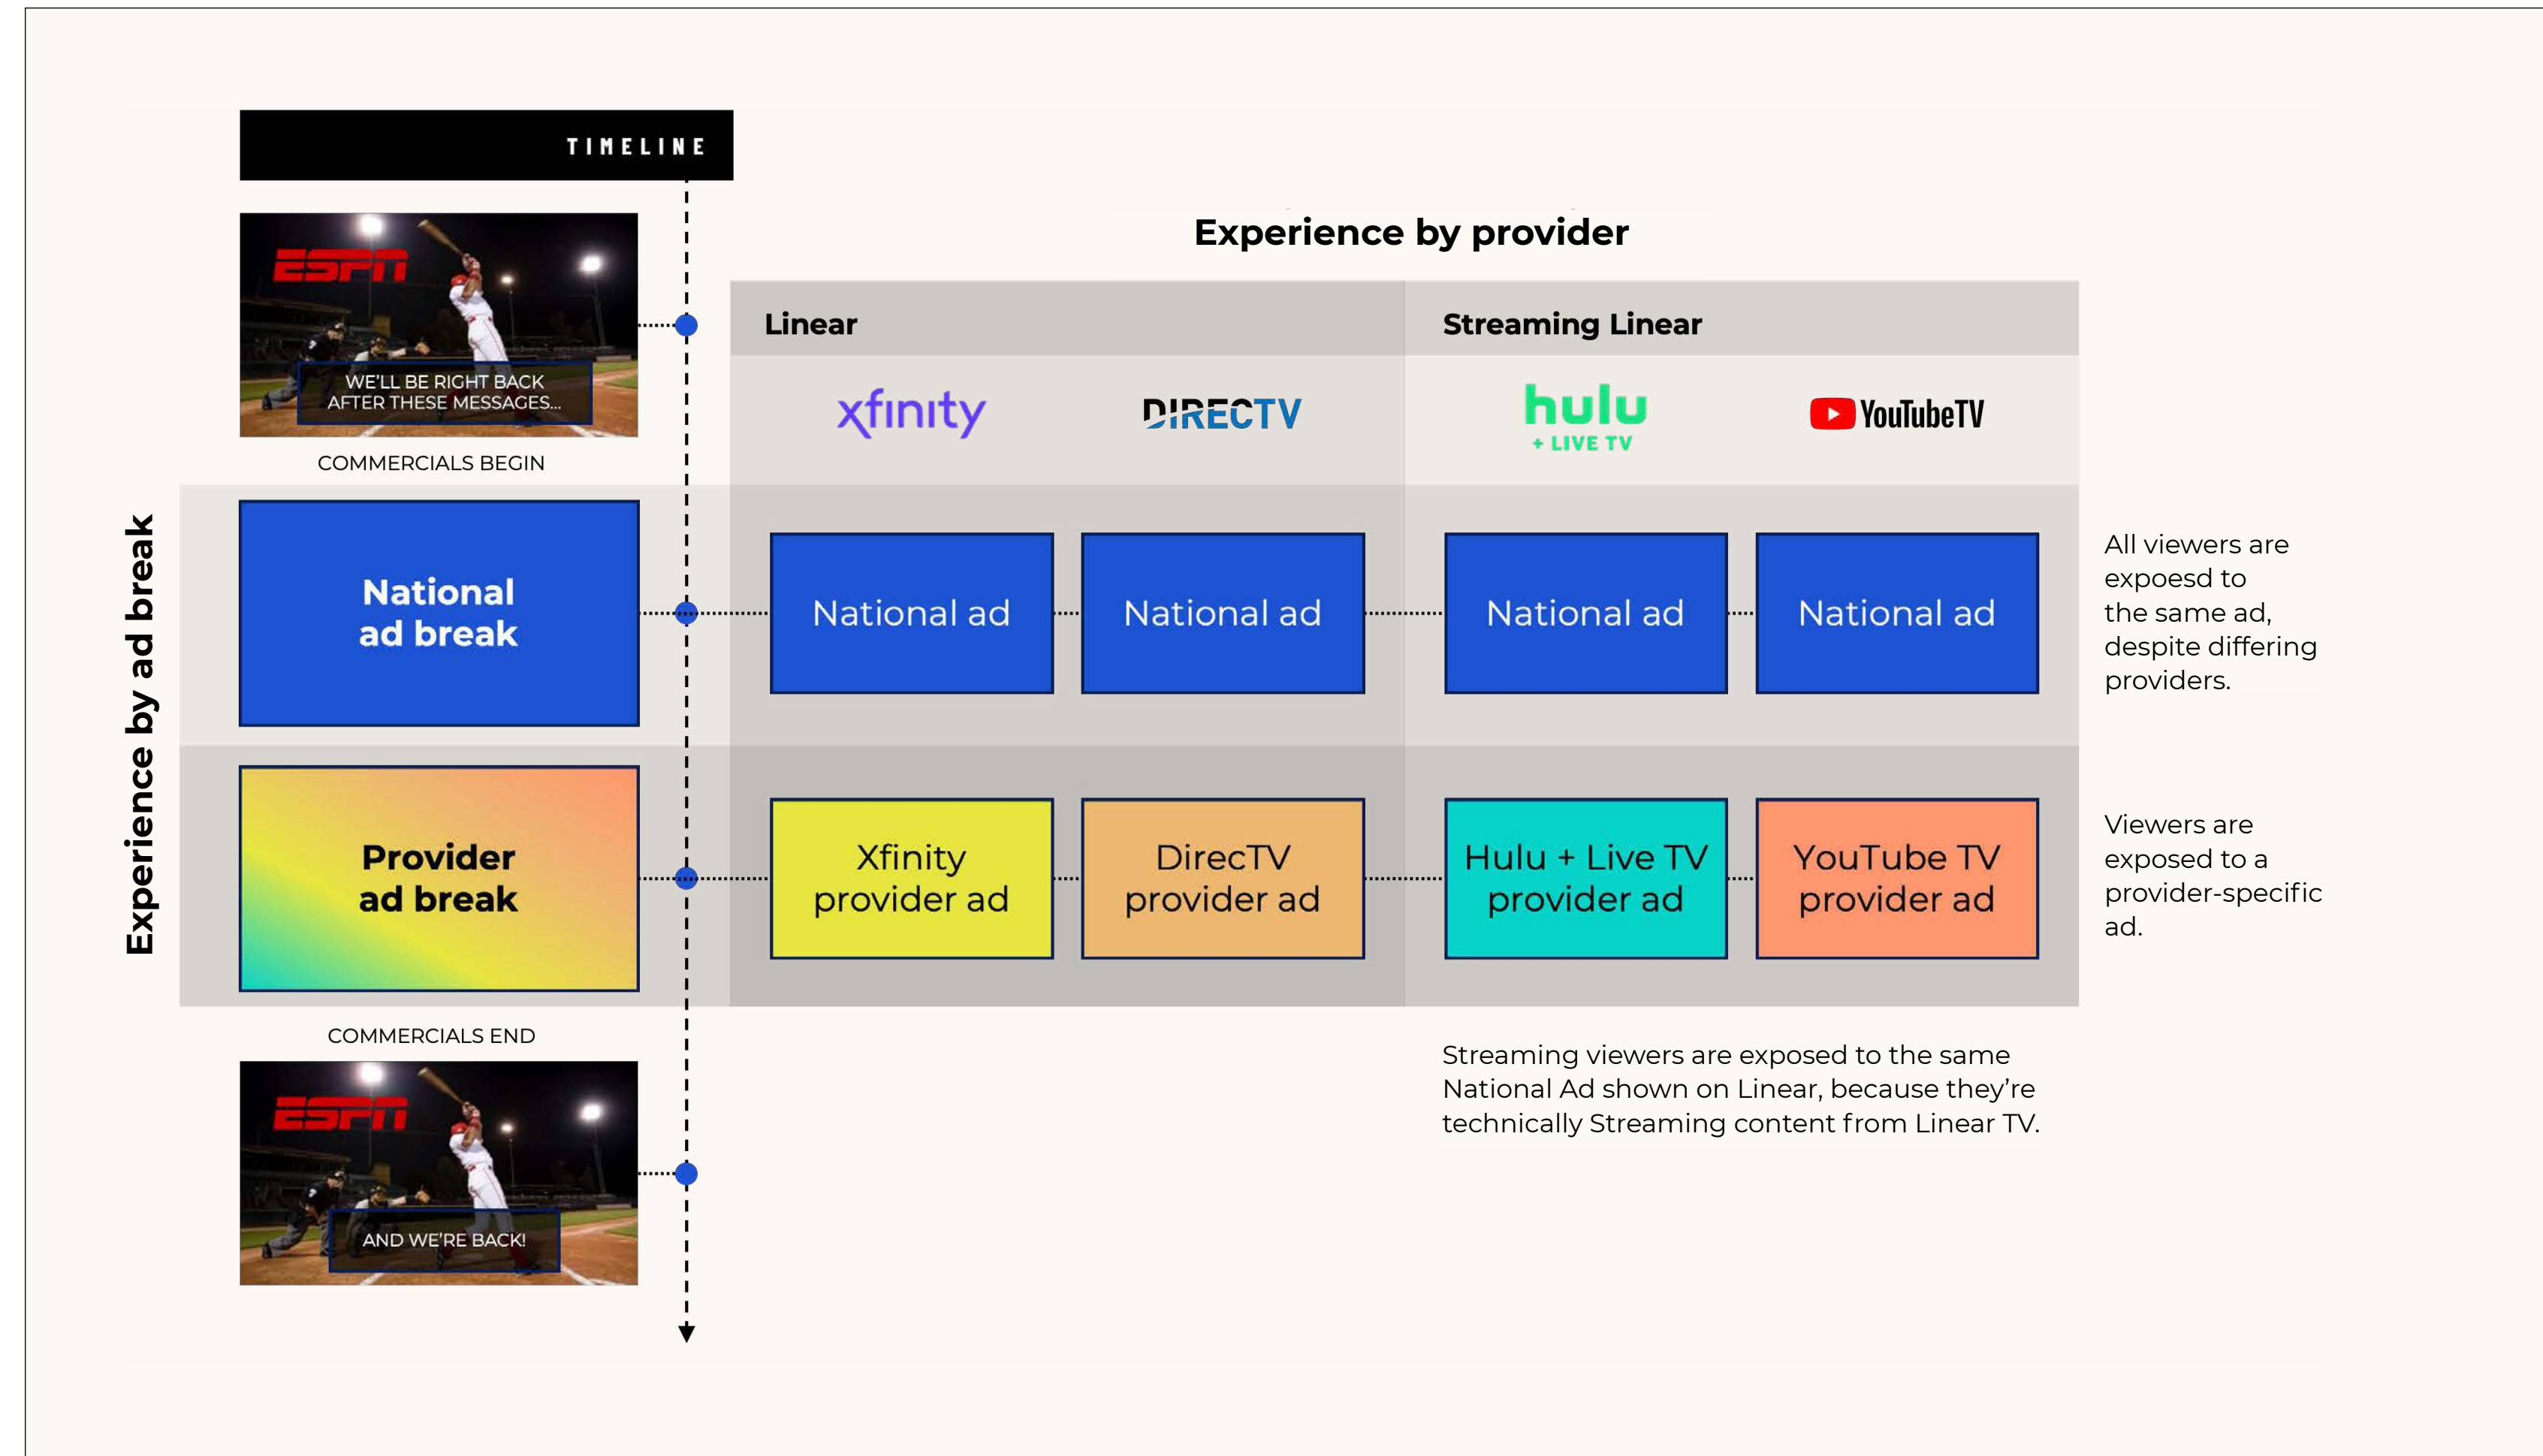 TIMELINE
Experience by provider
ESPN
WE'LL BE RIGHT BACK
AFTER THESE MESSAGES...
COMMERCIALS BEGIN
Linear
Streaming Linear
xfinity
DIRECTV
hulu
+ LIVE TV
YouTubeTV
Experience by ad break
National
ad break
National ad
National ad
National ad
National ad
All viewers are
expoesd to
the same ad,
despite differing
providers.
Provider
ad break
Xfinity
provider ad
DirecTV
provider ad
Hulu + Live TV
provider ad
YouTube TV
provider ad
Viewers are
exposed to a
provider-specific
ad.
COMMERCIALS END
ESPN
AND WE'RE BACK!
Streaming viewers are exposed to the same
National Ad shown on Linear, because they’re
technically Streaming content from Linear TV.